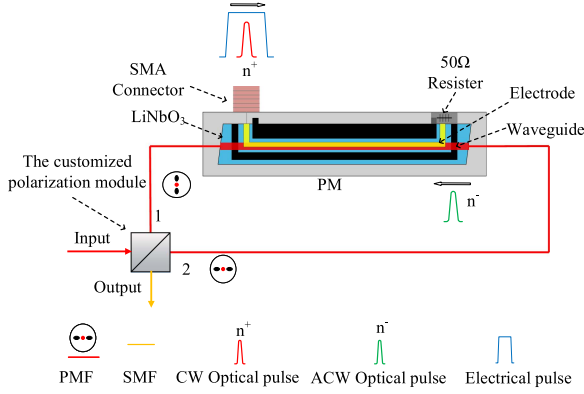 n+
SMA
Connector
50Ω
Resister
Electrode
LiNbO3
Waveguide
The customized
polarization module
PM
n-
1
Input
2
Output
n+
n-
PMF
SMF
CW Optical pulse
ACW Optical pulse
Electrical pulse